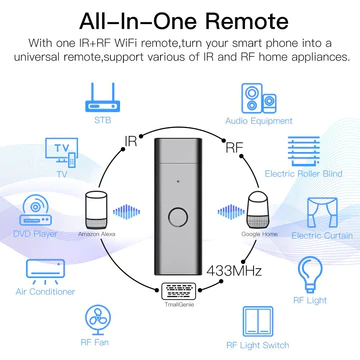 All-In-One Remote
With one IR+RF WiFi remote,turn your smart phone into a
universal remote,support various of IR and RF home appliances.
STB
Audio Equipment
IR
RF
TV
TV
Electric Roller Blind
DVD Player
Amazon Alexa
Google Home
Electric Curtain
433MHz
Air Conditioner
TmallGenie
RF Light
RF Fan
RF Light Switch